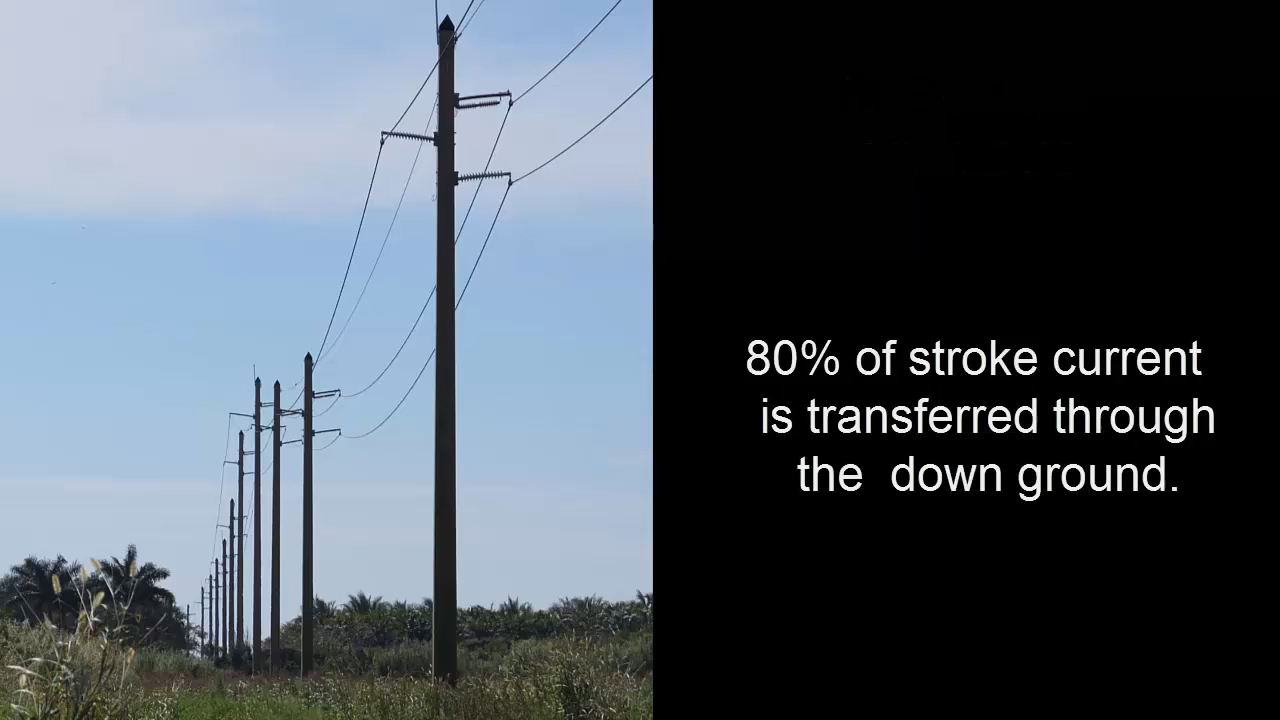 80% of stroke current
is transferred through
the down ground.